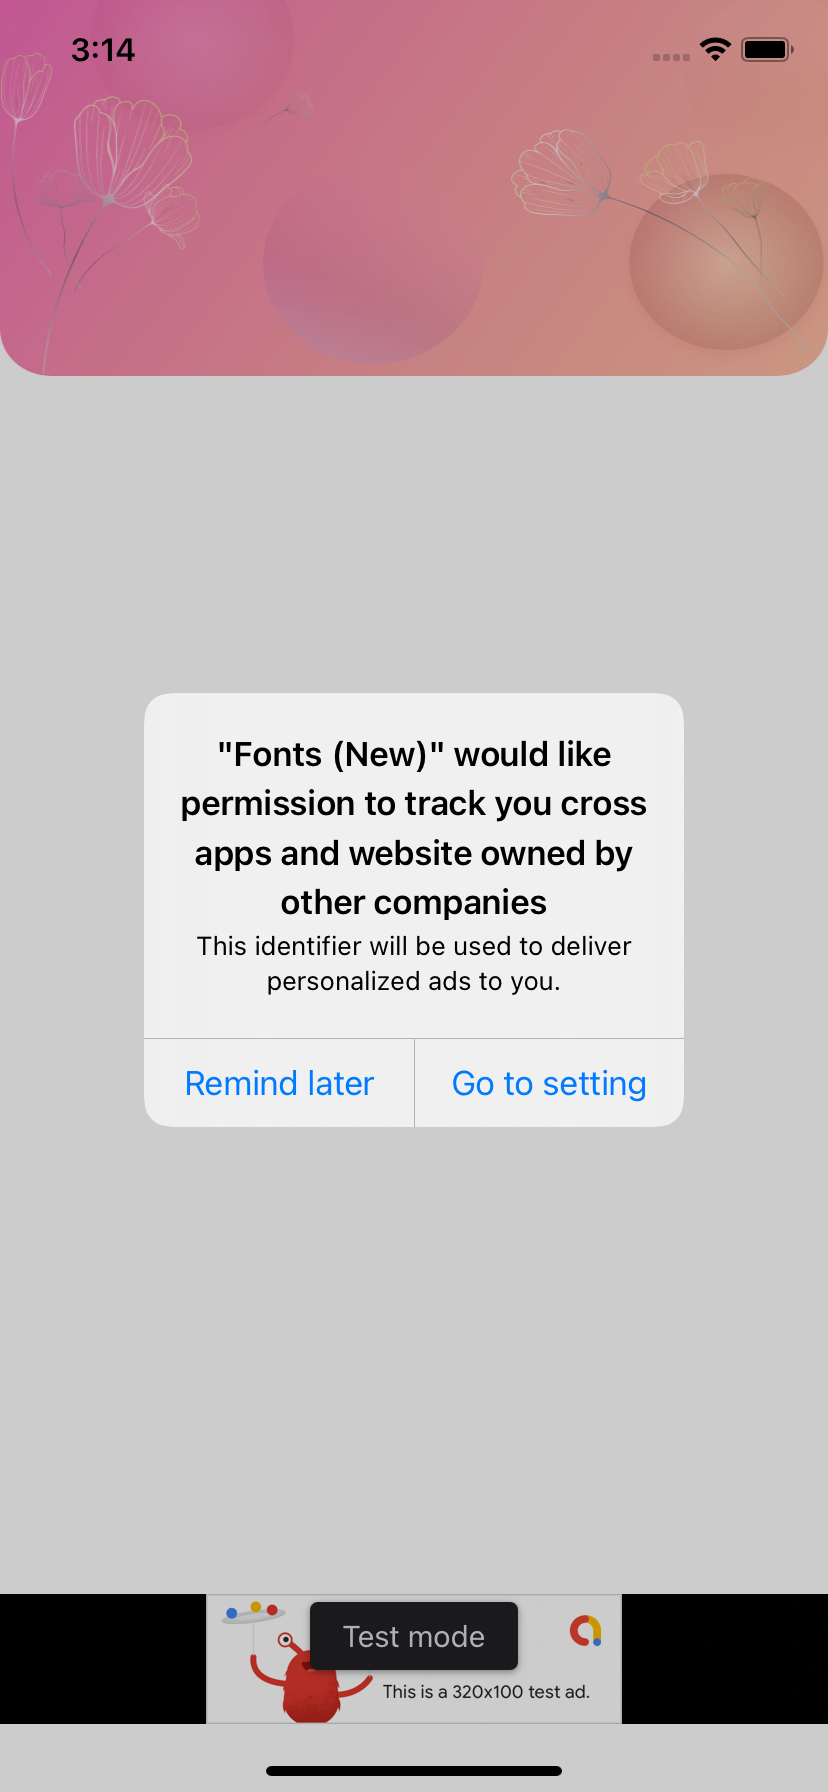 3:14
"Fonts (New)" would like
permission to track you cross
apps and website owned by
other companies
This identifier will be used to deliver
personalized ads to you.
Remind later
Go to setting
Test mode
This is a 320x100 test ad.